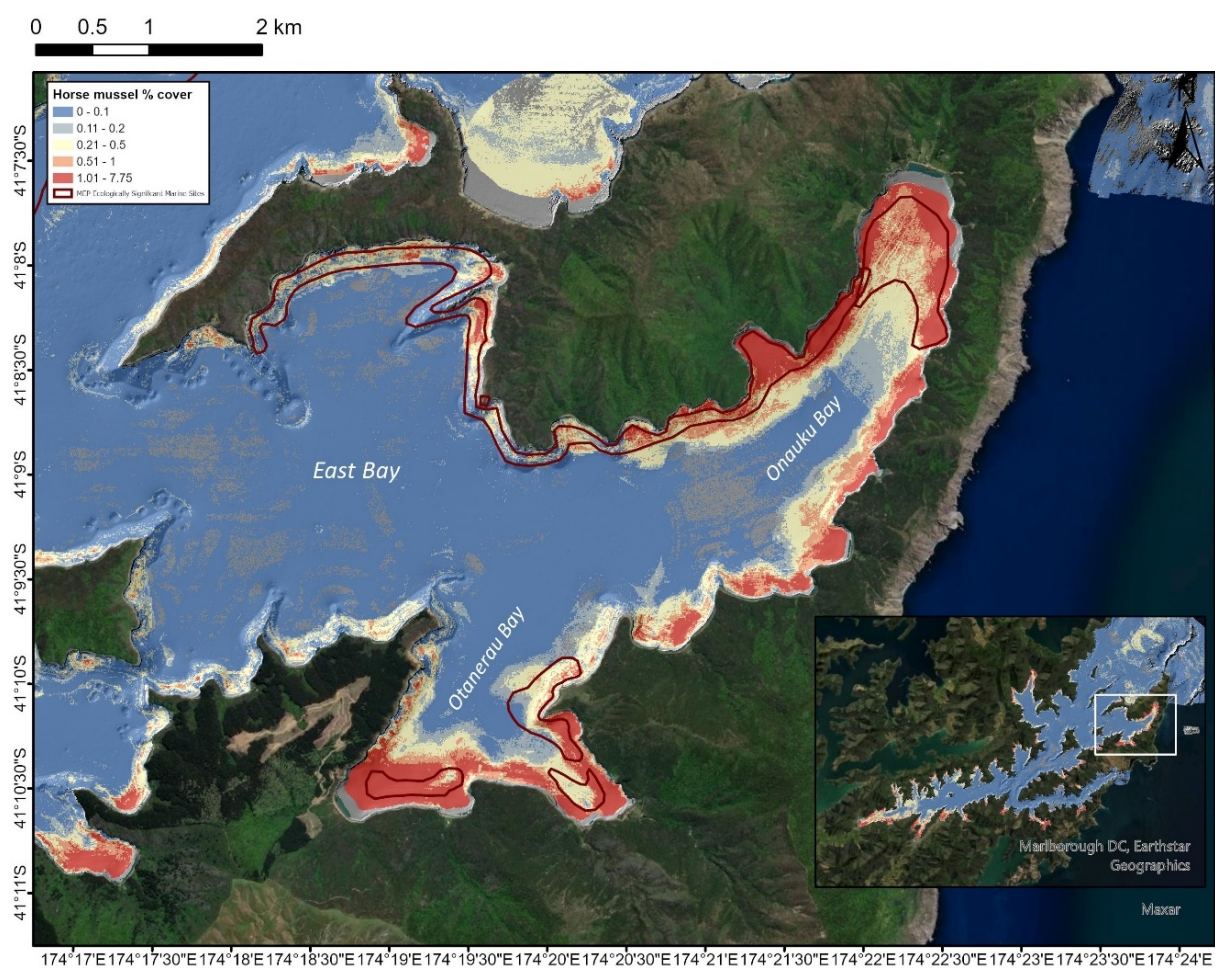 0 0.5 1 2 km
Horse mussel % cover
0 - 0.1
0.11 - 0.2
0.21 - 0.5
0.51 - 1
1.01 - 7.75
MEP Ecologically Significant Marine Sites
N
41°7'30"S
41°8'S
41°8'30"S
41°9'S
41°9'30"S
41°10'S
41°10'30"S
41°11'S
East Bay
Onauku Bay
Otanerau Bay
Marlborough DC, Earthstar
Geographics
Maxar
174°17'E 174°17'30"E 174°18'E 174°18'30"E 174°19'E 174°19'30"E 174°20'E 174°20'30"E 174°21'E 174°21'30"E 174°22'E 174°22'30"E 174°23'E 174°23'30"E 174°24'E